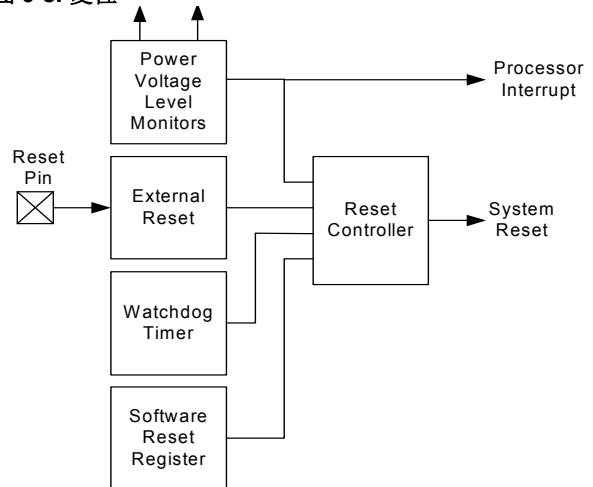 Power
Voltage
Level
Monitors
Processor
Interrupt
Reset
Pin
External
Reset
Reset
Controller
System
Reset
Watchdog
Timer
Software
Reset
Register